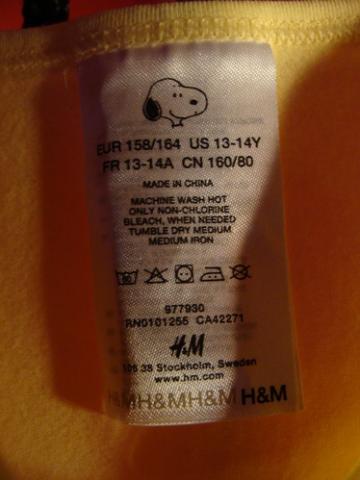 EUR 158/164 US 13-14Y
FR 13-14A CN 160/80
MADE IN CHINA
MACHINE WASH HOT
ONLY NON-CHLORINE
BLEACH, WHEN NEEDED
TUMBLE DRY MEDIUM
MEDIUM IRON
977930
RN0101255 CA42271
H&M
106 38 Stockholm, Sweden
www.hm.com
H&MH&MH&MH&M